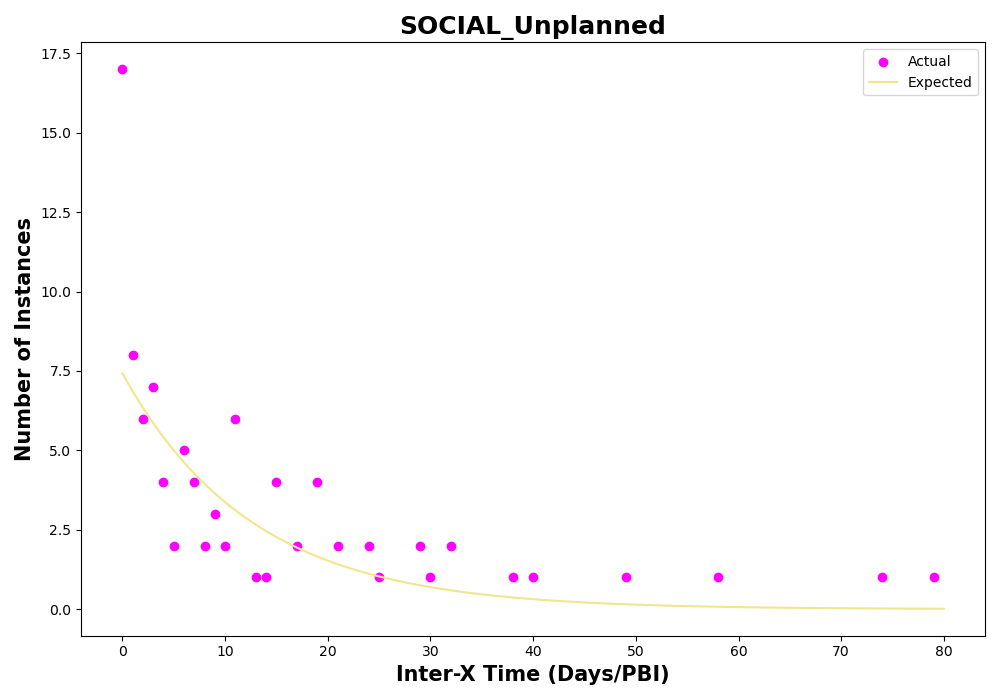 SOCIAL_Unplanned
Actual
Expected
Number of Instances
17.5
15.0
12.5
10.0
7.5
5.0
2.5
0.0
0 10 20 30 40 50 60 70 80
Inter-X Time (Days/PBI)